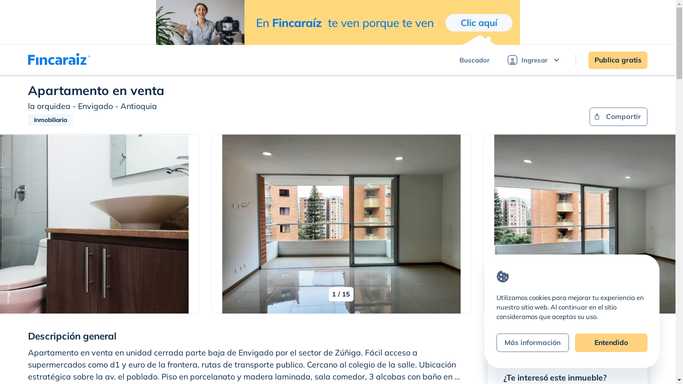 En Fincaraíz te ven porque te ven
Clic aquí
Fincaraíz
Buscador
Ingresar
Publica gratis
Apartamento en venta
la orquidea - Envigado - Antioquia
Inmobiliaria
Compartir
1 / 15
Utilizamos cookies para mejorar tu experiencia en
nuestro sitio web. Al continuar en el sitio
consideramos que aceptas su uso.
Más información
Entendido
Descripción general
Apartamento en venta en unidad cerrada parte baja de Envigado por el sector de Zúñiga. Fácil acceso a
supermercados como d1 y euro de la frontera, rutas de transporte publico. Cercano al colegio de la salle. Ubicación
estratégica sobre la av. el poblado. Piso en porcelanato y madera laminada, sala comedor, 3 alcobas con baño en ...
¿Te interesó este inmueble?